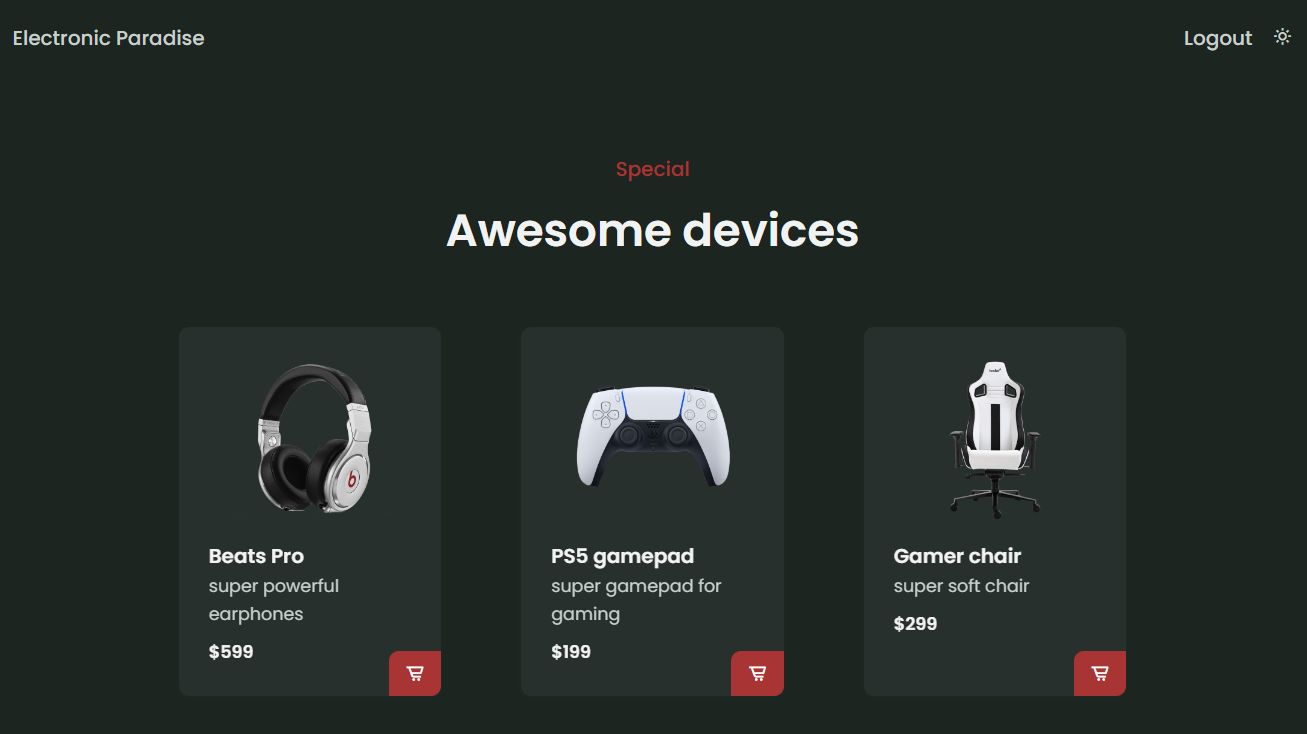 Electronic Paradise
Logout
Special
Awesome devices
Beats Pro
super powerful
earphones
$599
PS5 gamepad
super gamepad for
gaming
$199
Gamer chair
super soft chair
$299